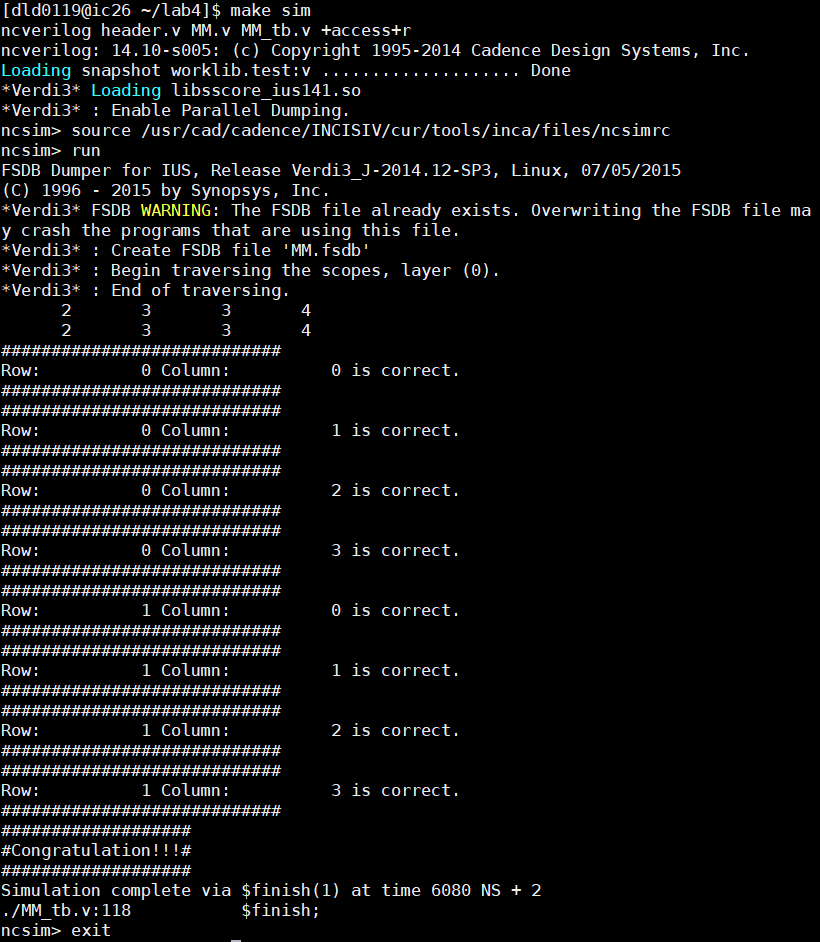 [dld0119@ic26 ~/lab4]$ make sim
ncverilog header.v MM.v MM_tb.v +access+r
ncverilog: 14.10-s005: (c) Copyright 1995-2014 Cadence Design Systems, Inc.
Loading snapshot worklib.test:v .................... Done
*Verdi3* Loading libsscore_ius141.so
*Verdi3* : Enable Parallel Dumping.
ncsim> source /usr/cad/cadence/INCISIV/cur/tools/inca/files/ncsimrc
ncsim> run
FSDB Dumper for IUS, Release Verdi3_J-2014.12-SP3, Linux, 07/05/2015
(C) 1996 - 2015 by Synopsys, Inc.
*Verdi3* FSDB WARNING: The FSDB file already exists. Overwriting the FSDB file ma
y crash the programs that are using this file.
*Verdi3* : Create FSDB file 'MM.fsdb'
*Verdi3* : Begin traversing the scopes, layer (0).
*Verdi3* : End of traversing.
      2       3       3       4
      2       3       3       4
############################
Row:          0 Column:          0 is correct.
############################
############################
Row:          0 Column:          1 is correct.
############################
############################
Row:          0 Column:          2 is correct.
############################
############################
Row:          0 Column:          3 is correct.
############################
############################
Row:          1 Column:          0 is correct.
############################
############################
Row:          1 Column:          1 is correct.
############################
############################
Row:          1 Column:          2 is correct.
############################
############################
Row:          1 Column:          3 is correct.
############################
###################
#Congratulation!!!#
###################
Simulation complete via $finish(1) at time 6080 NS + 2
./MM_tb.v:118           $finish;
ncsim> exit